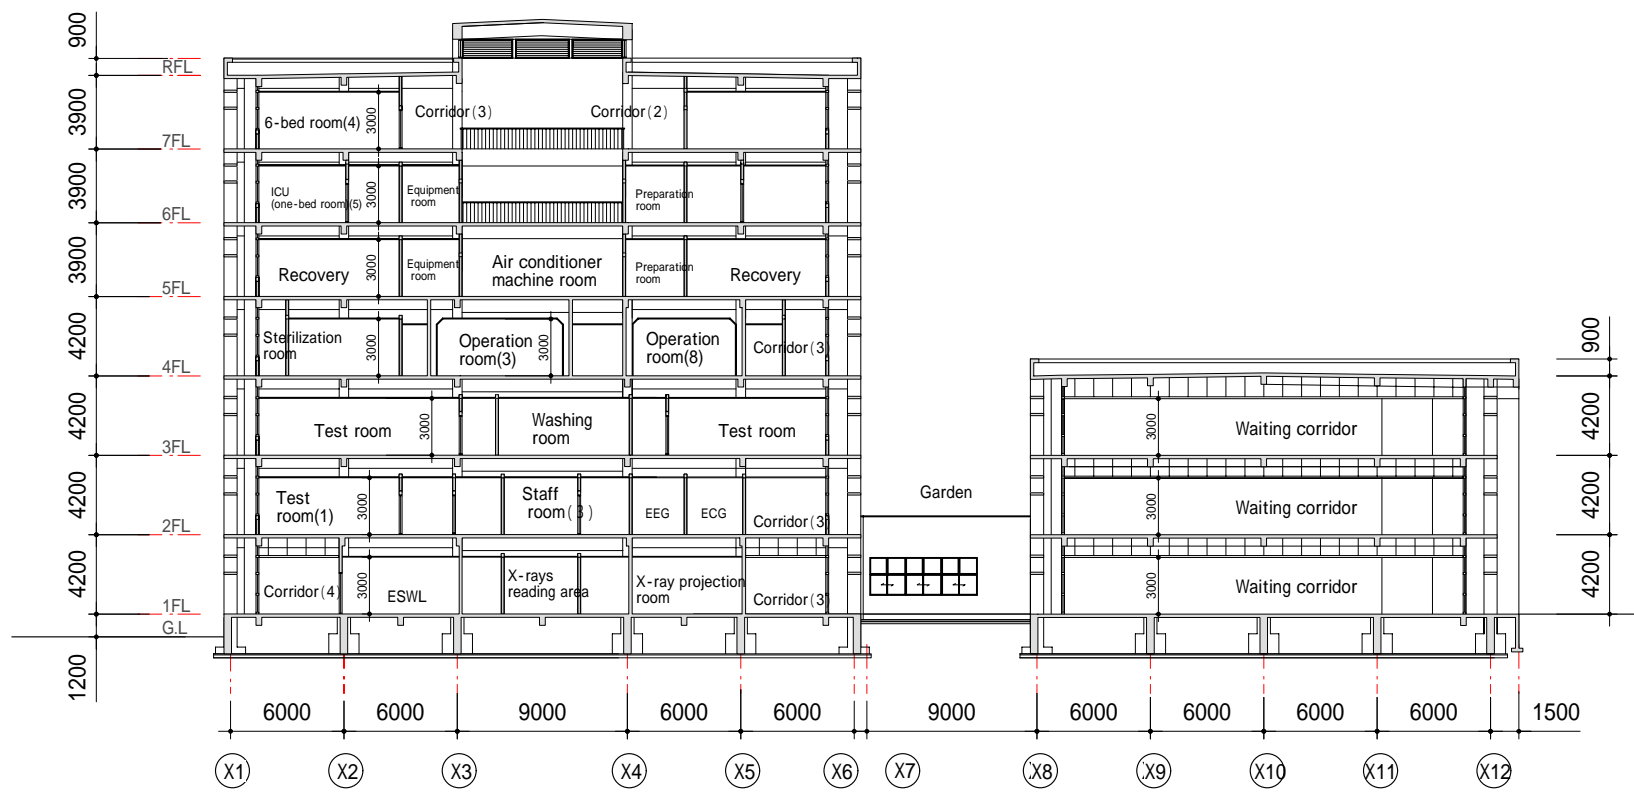 900
RFL
3900
Corridor(3)
Corridor(2)
6-bed room(4)
3000
7FL
3900
ICU
(one-bed room)(5)
3000
Equipment
room
Preparation
room
6FL
3900
Recovery
3000
Equipment
room
Air conditioner
machine room
Preparation
room
Recovery
5FL
4200
Sterilization
room
3000
Operation
room(3)
3000
Operation
room(8)
Corridor(3)
900
4FL
4200
Test room
3000
Washing
room
Test room
3000
Waiting corridor
4200
3FL
4200
Test
room(1)
3000
Staff
room(3)
EEG
ECG
Corridor(3)
Garden
3000
Waiting corridor
4200
2FL
4200
Corridor(4)
3000
ESWL
X-rays
reading area
X-ray projection
room
Corridor(3)
3000
Waiting corridor
4200
1FL
G.L
1200
6000
6000
9000
6000
6000
9000
6000
6000
6000
6000
1500
X1
X2
X3
X4
X5
X6
X7
X8
X9
X10
X11
X12